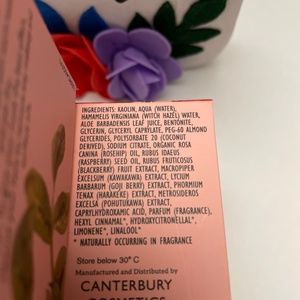 INGREDIENTS: KAOLIN, AQUA (WATER),
HAMAMELIS VIRGINIANA (WITCH HAZEL) WATER,
ALOE BARBADENSIS LEAF JUICE, BENTONITE,
GLYCERIN, GLYCERYL CAPRYLATE, PEG-60 ALMOND
GLYCERIDES, POLYSORBATE 20 (COCONUT
DERIVED), SODIUM CITRATE, ORGANIC ROSA
CANINA (ROSEHIP) OIL, RUBUS IDAEUS
(RASPBERRY) SEED OIL, RUBUS FRUTICOSUS
(BLACKBERRY) FRUIT EXTRACT, MACROPIPER
EXCELSUM (KAWAKAWA) EXTRACT, LYCIUM
BARBARUM (GOJI BERRY) EXTRACT, PHORMIUM
TENAX (HARAKEKE) EXTRACT, METROSIDEROS
EXCELSA (POHUTUKAWA) EXTRACT,
CAPRYLHYDROXAMIC ACID, PARFUM (FRAGRANCE),
HEXYL CINNAMAL*, HYDROXYCITRONELLAL*,
LIMONENE*, LINALOOL*
* NATURALLY OCCURRING IN FRAGRANCE
Store below 30° C
Manufactured and Distributed by
CANTERBURY
COSMETICS